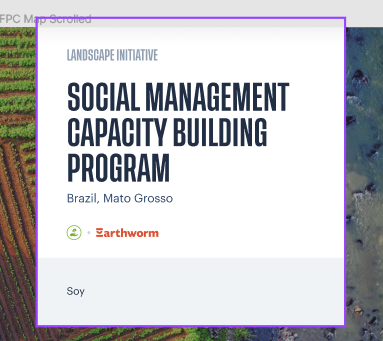 FPC Map Scrolled
LANDSCAPE INITIATIVE
SOCIAL MANAGEMENT
CAPACITY BUILDING
PROGRAM
Brazil, Mato Grosso
Earthworm
Soy